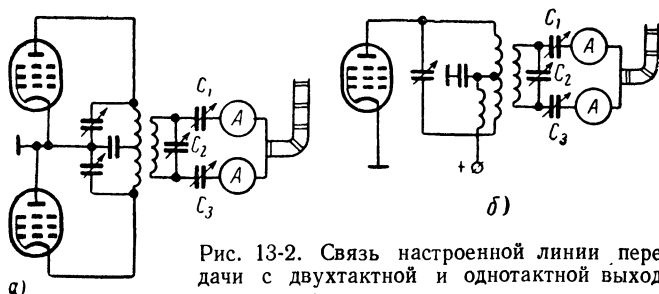 C₁
A
C₂
A
C₃
а)
C₁
A
C₂
A
C₃
+
б)
Рис. 13-2. Связь настроенной линии пере-
дачи с двухтактной и однотактной выход